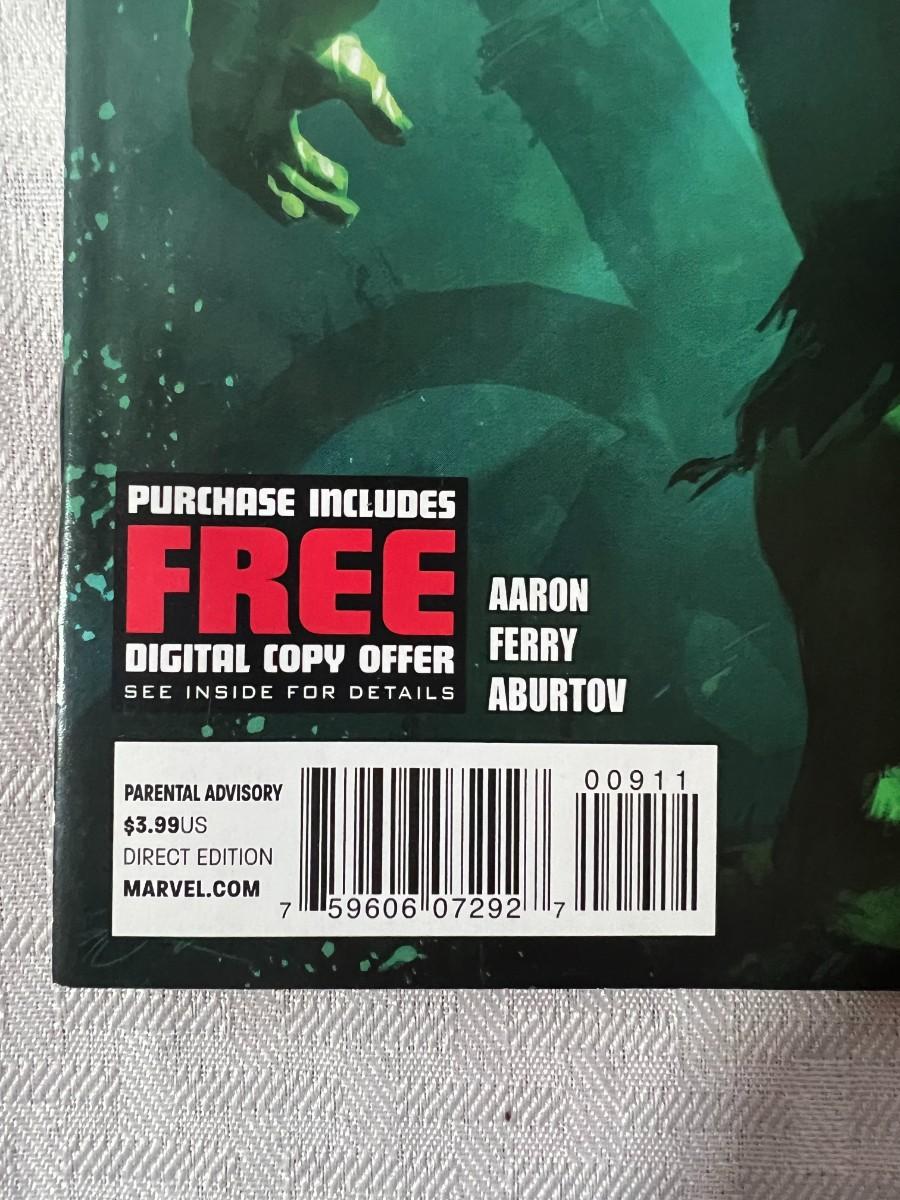 PURCHASE INCLUDES
FREE
DIGITAL COPY OFFER
SEE INSIDE FOR DETAILS
AARON
FERRY
ABURTOV
PARENTAL ADVISORY
$3.99US
DIRECT EDITION
MARVEL.COM
7 59606 07292 7
00911